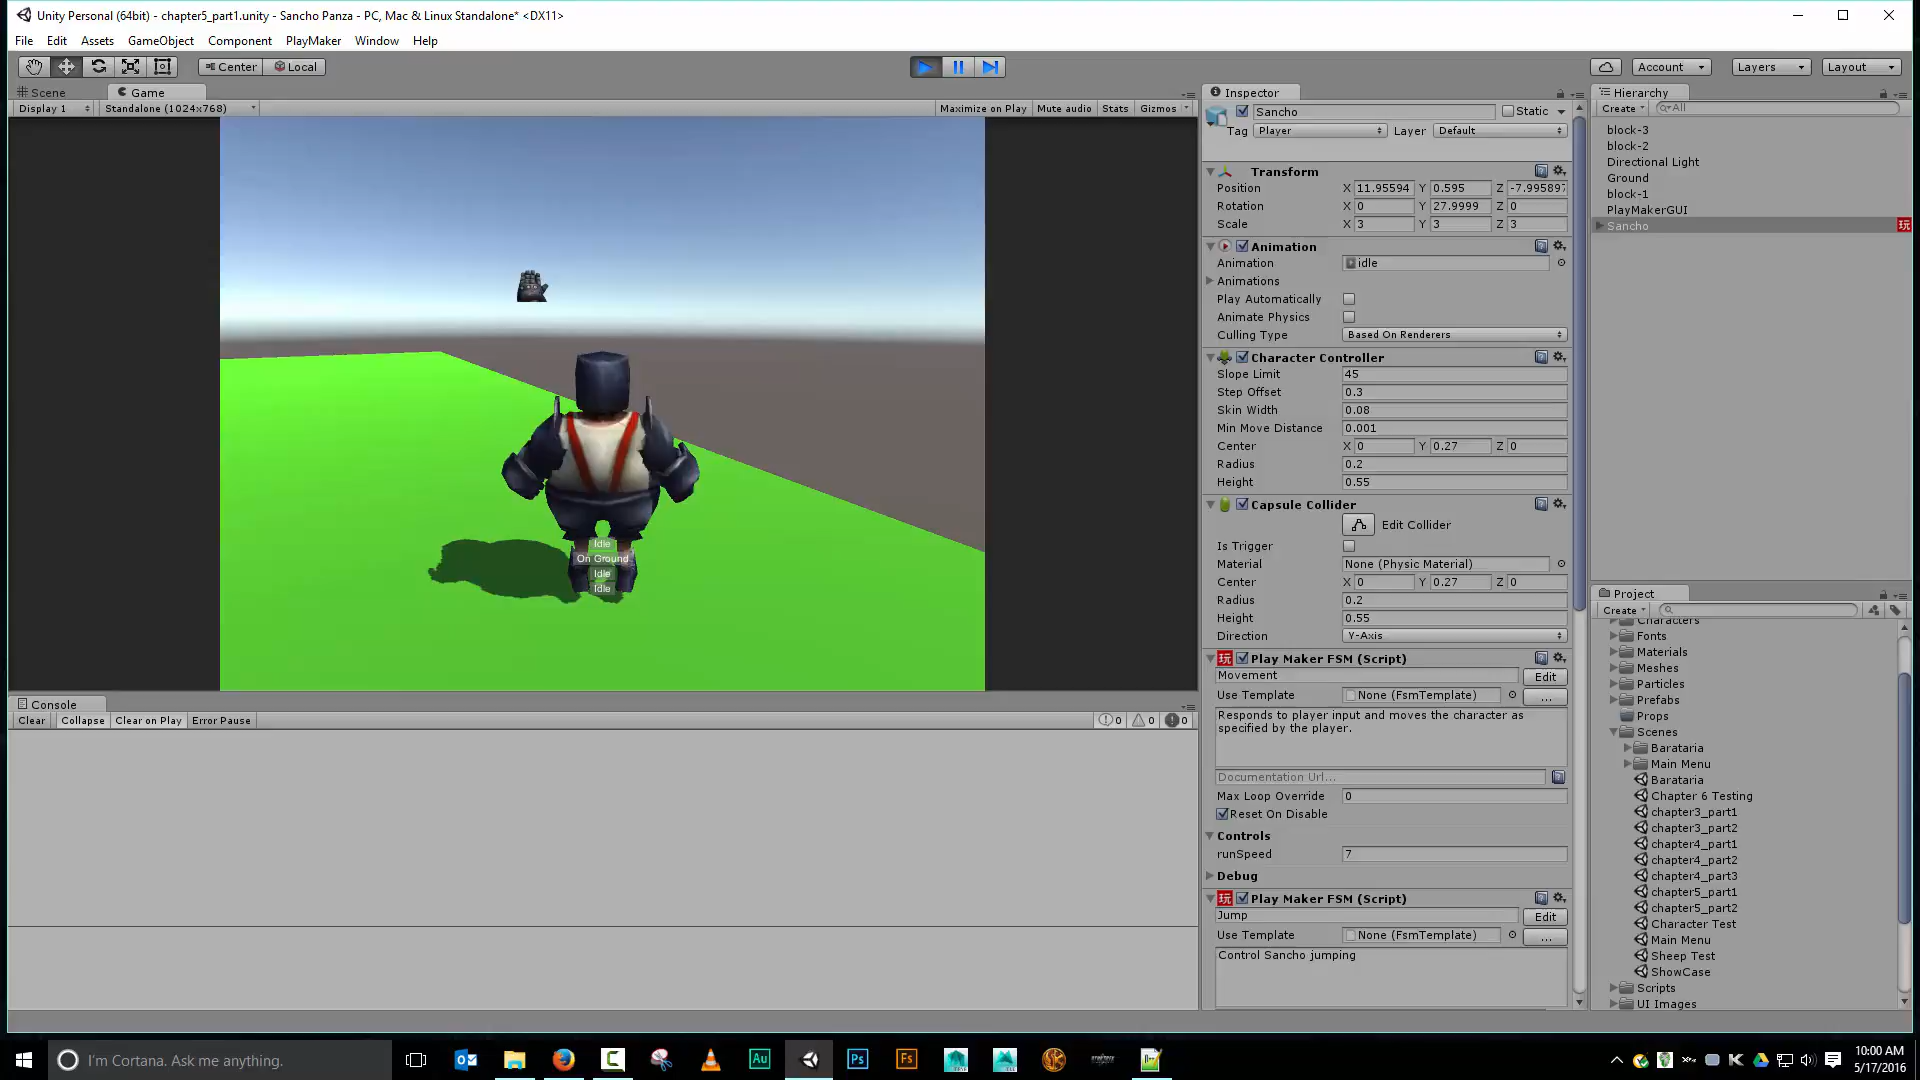 Unity Personal (64bit) - chapter5_part1.unity - Sancho Panza - PC, Mac & Linux Standalone* <DX11>
File Edit Assets GameObject Component PlayMaker Window Help
Center Local Account Layers Layout
Scene Game
Display 1 Standalone (1024x768) Maximize on Play Mute audio Stats Gizmos
Idle
On Ground
Idle
Idle
Console
Clear Collapse Clear on Play Error Pause 0 0 0
Inspector
Sancho Static
Tag Player Layer Default
Transform
Position X 11.95594 Y 0.595 Z -7.995897
Rotation X 0 Y 27.9999 Z 0
Scale X 3 Y 3 Z 3
Animation
Animation idle
Animations
Play Automatically
Animate Physics
Culling Type Based On Renderers
Character Controller
Slope Limit 45
Step Offset 0.3
Skin Width 0.08
Min Move Distance 0.001
Center X 0 Y 0.27 Z 0
Radius 0.2
Height 0.55
Capsule Collider
Edit Collider
Is Trigger
Material None (Physic Material)
Center X 0 Y 0.27 Z 0
Radius 0.2
Height 0.55
Direction Y-Axis
玩 Play Maker FSM (Script)
Movement Edit
Use Template None (FsmTemplate) ...
Responds to player input and moves the character as
specified by the player.
Documentation Url...
Max Loop Override 0
Reset On Disable
Controls
runSpeed 7
Debug
玩 Play Maker FSM (Script)
Jump Edit
Use Template None (FsmTemplate) ...
Control Sancho jumping
Hierarchy
Create All
block-3
block-2
Directional Light
Ground
block-1
PlayMakerGUI
Sancho 玩
Project
Create
Characters
Fonts
Materials
Meshes
Particles
Prefabs
Props
Scenes
Barataria
Main Menu
Barataria
Chapter 6 Testing
chapter3_part1
chapter3_part2
chapter4_part1
chapter4_part2
chapter4_part3
chapter5_part1
chapter5_part2
Character Test
Main Menu
Sheep Test
ShowCase
Scripts
UI Images
I'm Cortana. Ask me anything.
Au Ps Fs
10:00 AM
5/17/2016